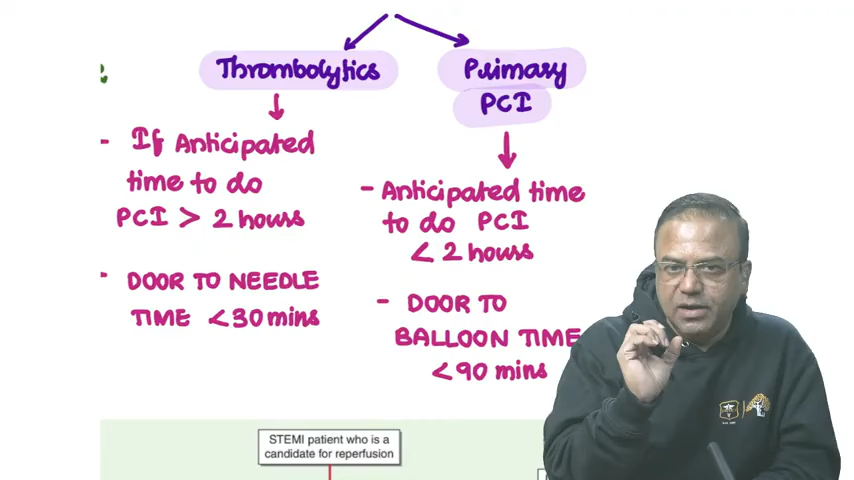 Thrombolytics
- If Anticipated
time to do
PCI > 2 hours
- DOOR TO NEEDLE
TIME <30 mins
Primary
PCI
- Anticipated time
to do PCI
< 2 hours
- DOOR TO
BALLOON TIME
<90 mins
STEMI patient who is a
candidate for reperfusion